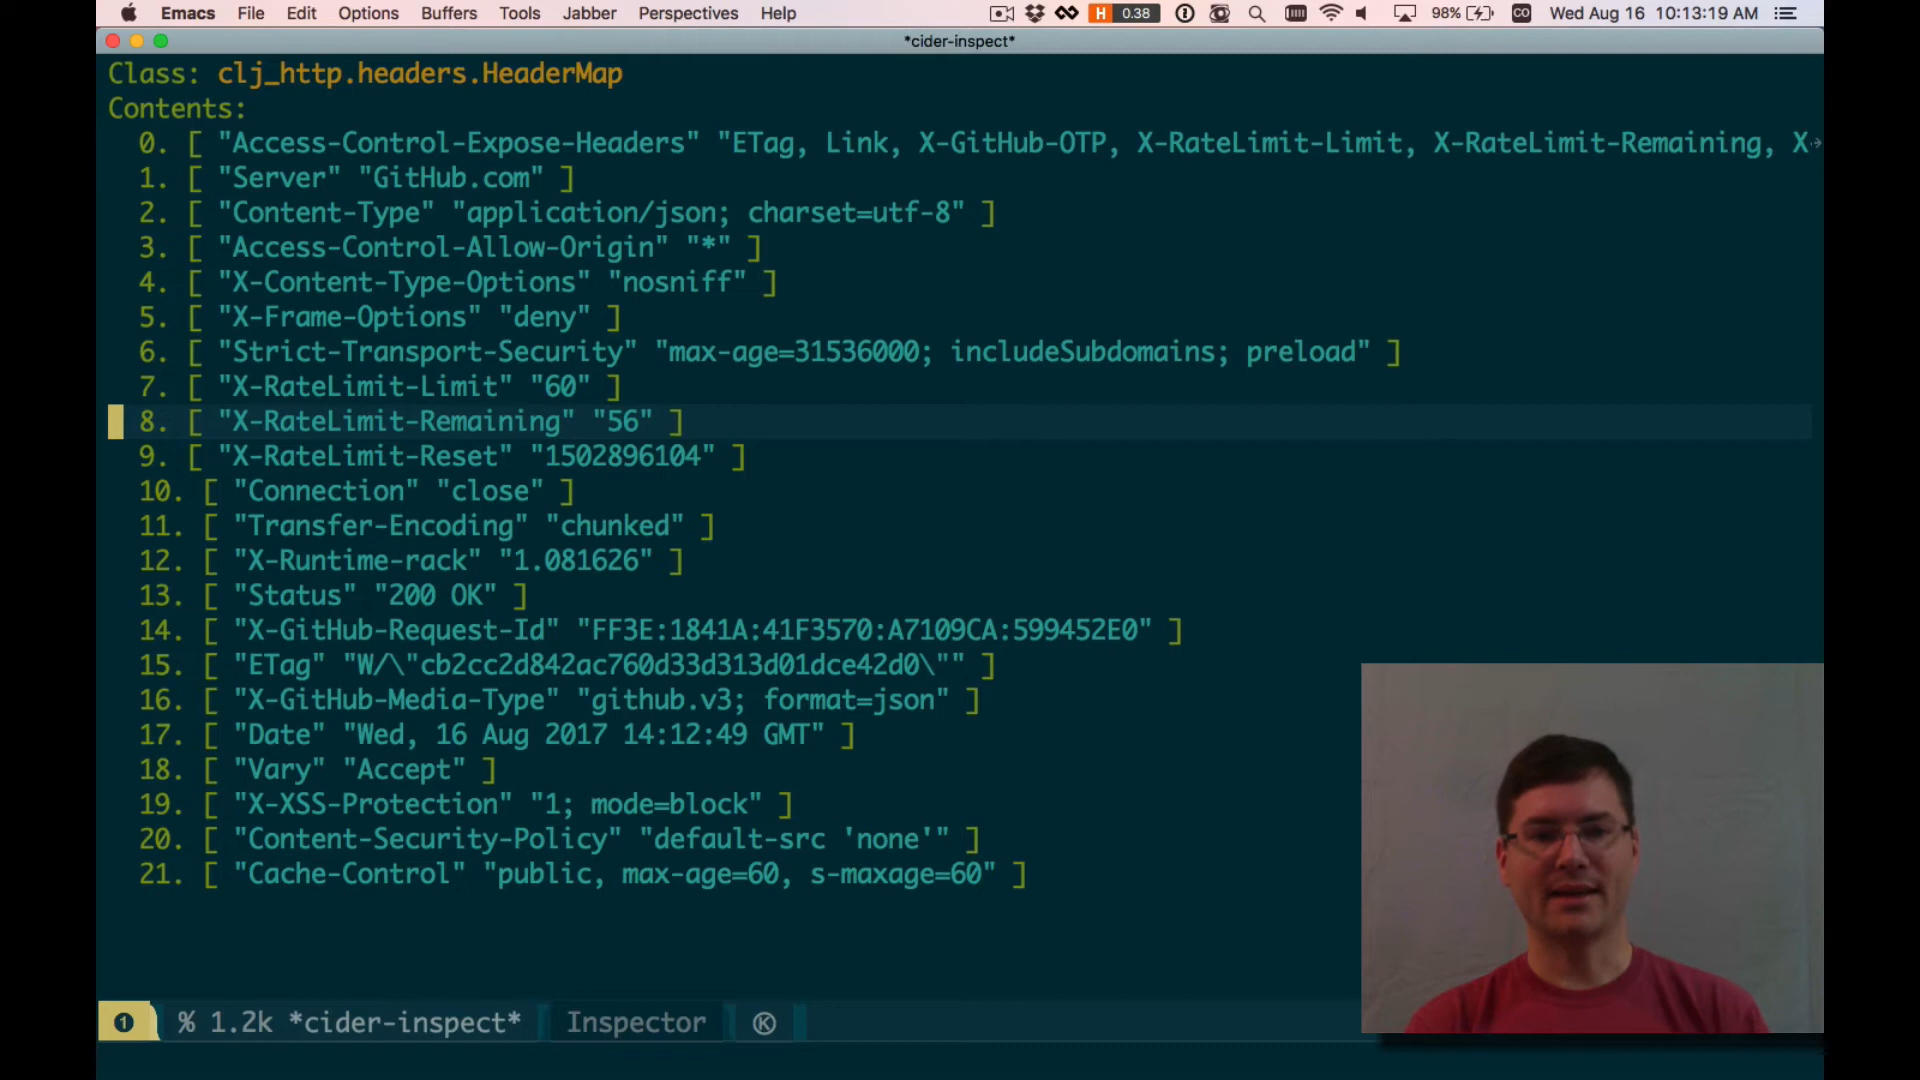 Emacs File Edit Options Buffers Tools Jabber Perspectives Help H 0.38 98% CO Wed Aug 16 10:13:19 AM
*cider-inspect*
Class: clj_http.headers.HeaderMap
Contents:
0. [ "Access-Control-Expose-Headers" "ETag, Link, X-GitHub-OTP, X-RateLimit-Limit, X-RateLimit-Remaining, X-
1. [ "Server" "GitHub.com" ]
2. [ "Content-Type" "application/json; charset=utf-8" ]
3. [ "Access-Control-Allow-Origin" "*" ]
4. [ "X-Content-Type-Options" "nosniff" ]
5. [ "X-Frame-Options" "deny" ]
6. [ "Strict-Transport-Security" "max-age=31536000; includeSubdomains; preload" ]
7. [ "X-RateLimit-Limit" "60" ]
8. [ "X-RateLimit-Remaining" "56" ]
9. [ "X-RateLimit-Reset" "1502896104" ]
10. [ "Connection" "close" ]
11. [ "Transfer-Encoding" "chunked" ]
12. [ "X-Runtime-rack" "1.081626" ]
13. [ "Status" "200 OK" ]
14. [ "X-GitHub-Request-Id" "FF3E:1841A:41F3570:A7109CA:599452E0" ]
15. [ "ETag" "W/\"cb2cc2d842ac760d33d313d01dce42d0\"" ]
16. [ "X-GitHub-Media-Type" "github.v3; format=json" ]
17. [ "Date" "Wed, 16 Aug 2017 14:12:49 GMT" ]
18. [ "Vary" "Accept" ]
19. [ "X-XSS-Protection" "1; mode=block" ]
20. [ "Content-Security-Policy" "default-src 'none'" ]
21. [ "Cache-Control" "public, max-age=60, s-maxage=60" ]
❶ % 1.2k *cider-inspect* Inspector Ⓚ